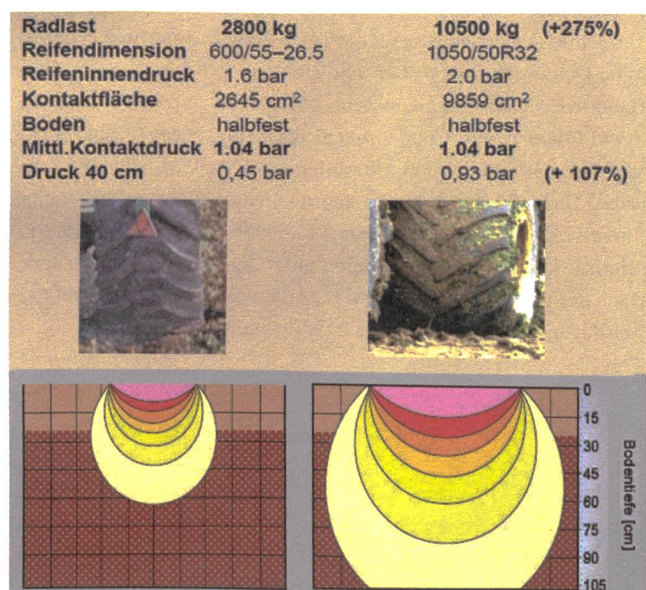 Radlast 2800 kg 10500 kg (+275%)
Reifendimension 600/55–26.5 1050/50R32
Reifeninnendruck 1.6 bar 2.0 bar
Kontaktfläche 2645 cm² 9859 cm²
Boden halbfest halbfest
Mittl.Kontaktdruck 1.04 bar 1.04 bar
Druck 40 cm 0,45 bar 0,93 bar (+ 107%)
0
15
30
45
60
75
90
105
Bodentiefe [cm]